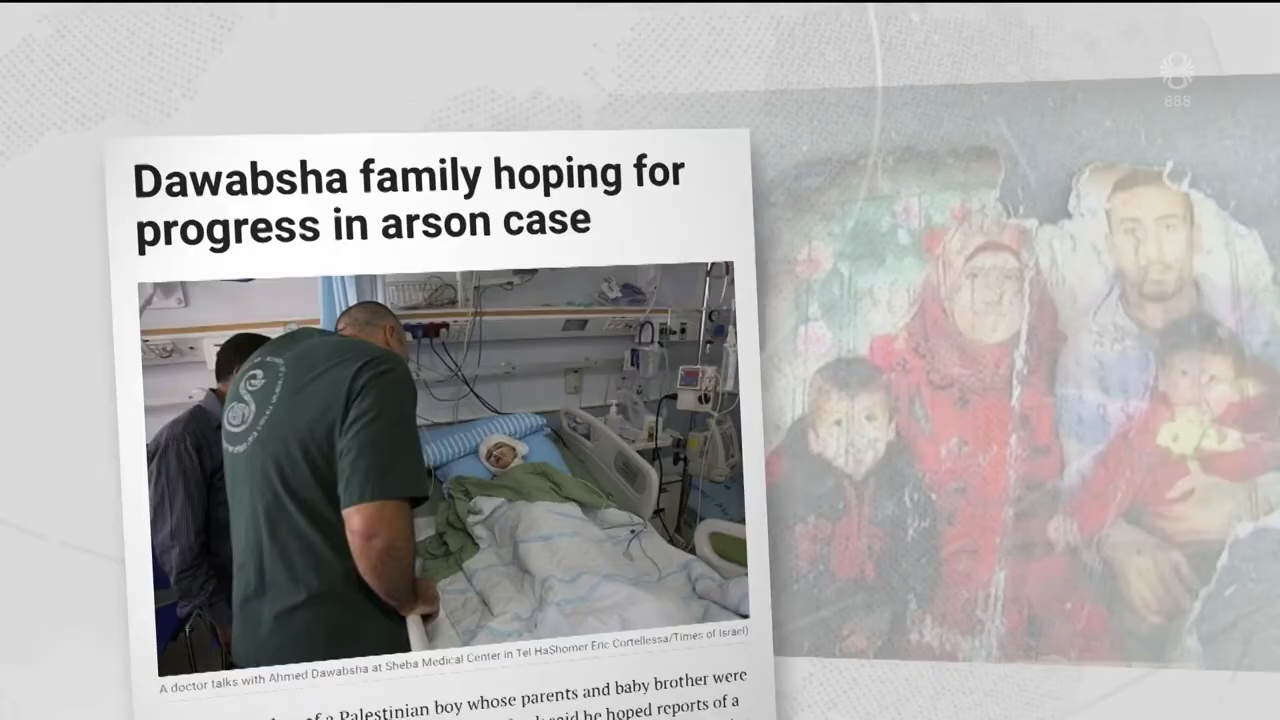 Dawabsha family hoping for
progress in arson case
A doctor talks with Ahmed Dawabsha at Sheba Medical Center in Tel HaShomer Eric Cortellessa/Times of Israel)
of a Palestinian boy whose parents and baby brother were
said he hoped reports of a
888